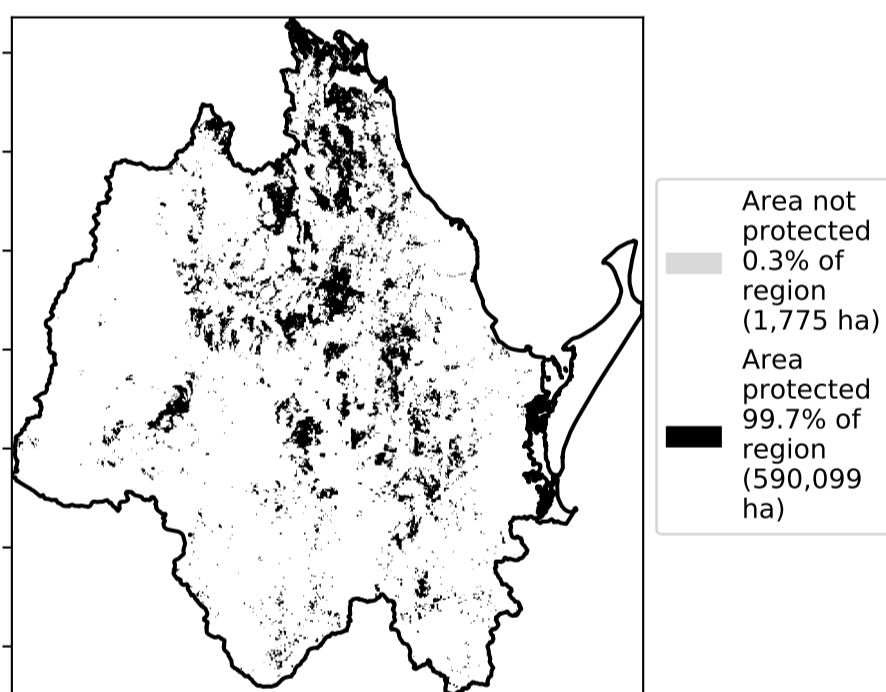 Area not
protected
0.3% of
region
(1,775 ha)
Area
protected
99.7% of
region
(590,099
ha)